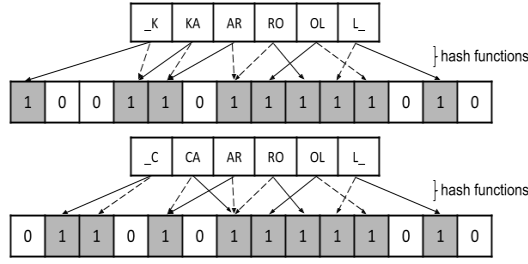 _K KA AR RO OL L_
hash functions
1 0 0 1 1 0 1 1 1 1 1 0 1 0
_C CA AR RO OL L_
hash functions
0 1 1 0 1 0 1 1 1 1 1 0 1 0